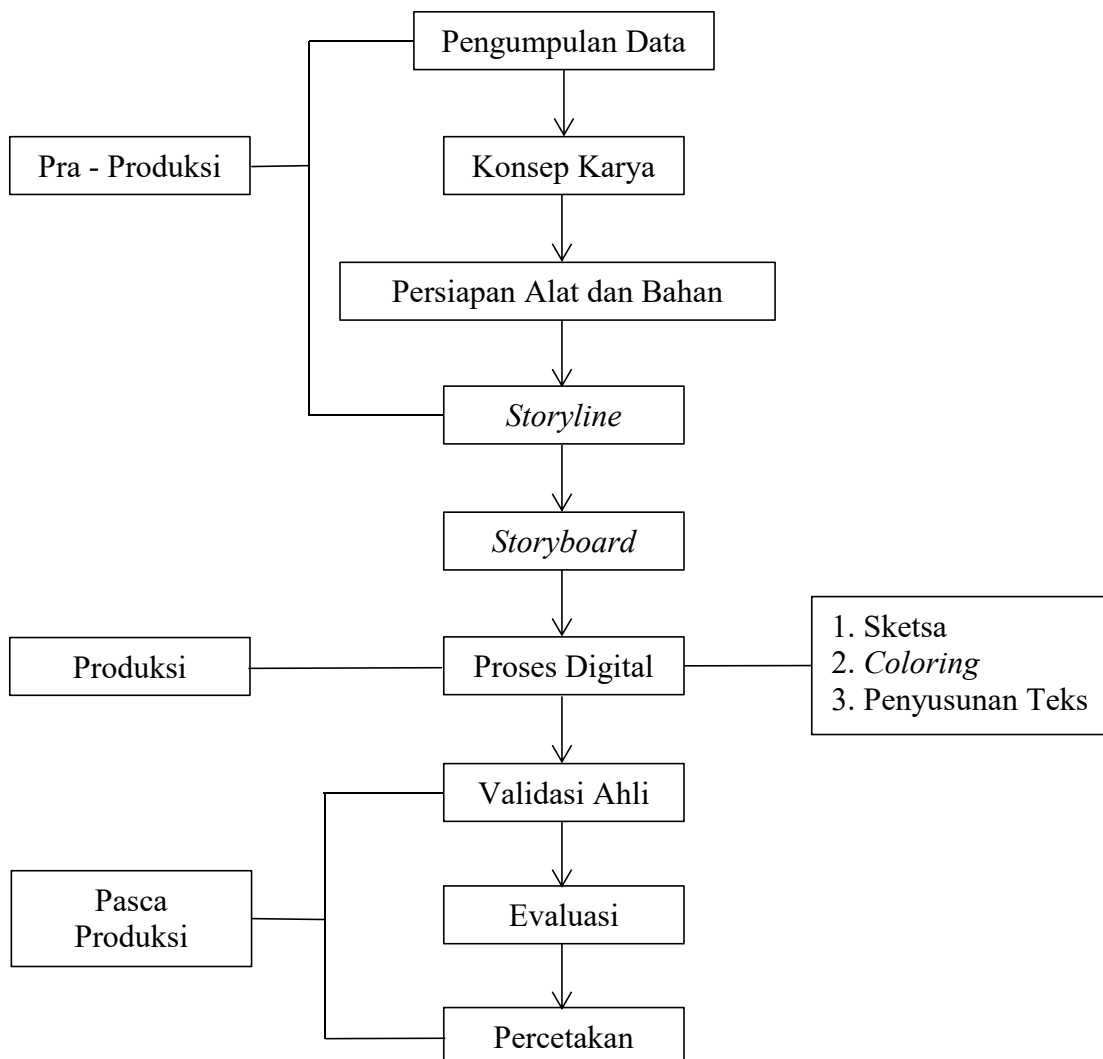 Pengumpulan Data
Pra - Produksi
Konsep Karya
Persiapan Alat dan Bahan
Storyline
Storyboard
Produksi
Proses Digital
1. Sketsa
2. Coloring
3. Penyusunan Teks
Validasi Ahli
Pasca
Produksi
Evaluasi
Percetakan